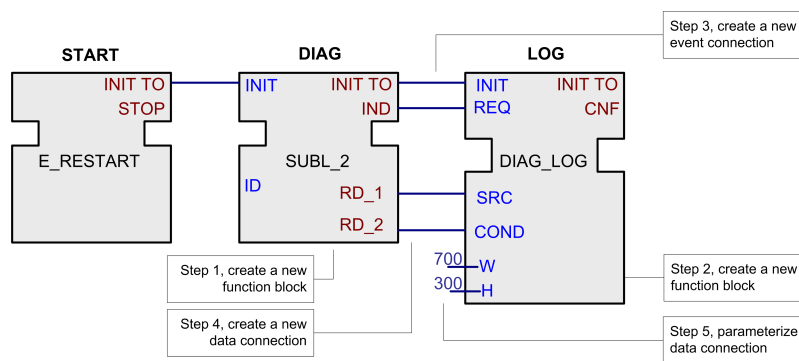 Step 3, create a new
event connection
START
DIAG
LOG
INIT TO
STOP
E_RESTART
INIT
INIT TO
IND
SUBL_2
ID
RD_1
RD_2
INIT
INIT TO
REQ
CNF
DIAG_LOG
SRC
COND
700
W
300
H
Step 1, create a new
function block
Step 2, create a new
function block
Step 4, create a new
data connection
Step 5, parameterize
data connection